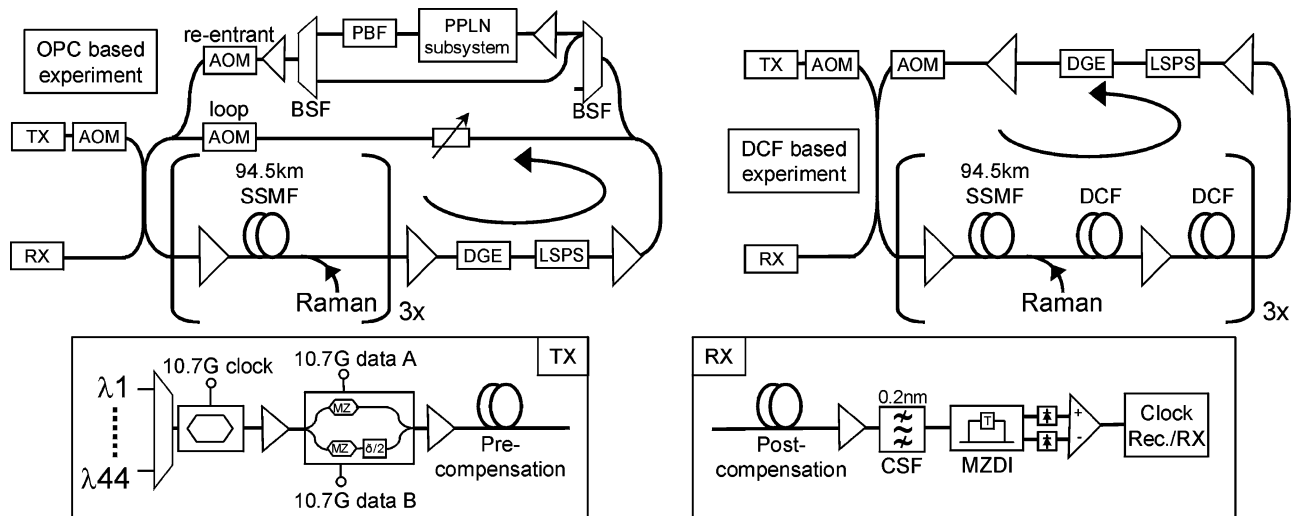 OPC based
experiment
re-entrant
AOM
BSF
PBF
PPLN
subsystem
BSF
loop
AOM
TX
AOM
RX
94.5km
SSMF
Raman
3x
DGE
LSPS
TX
AOM
AOM
DGE
LSPS
DCF based
experiment
RX
94.5km
SSMF
DCF
DCF
Raman
3x
TX
λ1
λ44
10.7G clock
10.7G data A
MZ
MZ
δ/2
10.7G data B
Pre-
compensation
RX
Post-
compensation
0.2nm
CSF
T
MZDI
+
-
Clock
Rec./RX